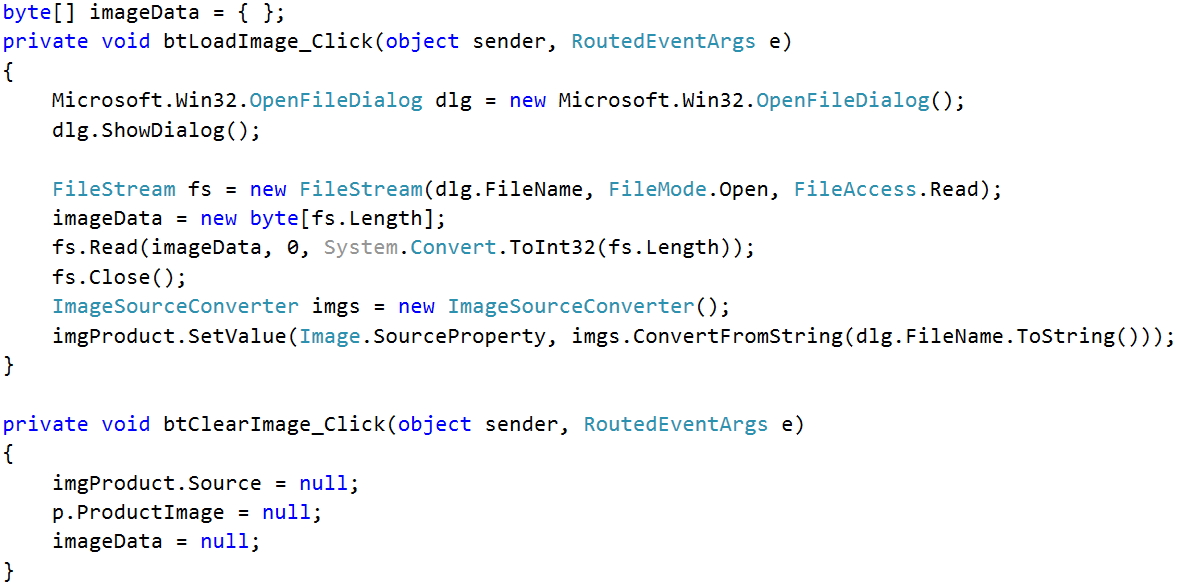 byte[] imageData = { };
private void btLoadImage_Click(object sender, RoutedEventArgs e)
{
    Microsoft.Win32.OpenFileDialog dlg = new Microsoft.Win32.OpenFileDialog();
    dlg.ShowDialog();

    FileStream fs = new FileStream(dlg.FileName, FileMode.Open, FileAccess.Read);
    imageData = new byte[fs.Length];
    fs.Read(imageData, 0, System.Convert.ToInt32(fs.Length));
    fs.Close();
    ImageSourceConverter imgs = new ImageSourceConverter();
    imgProduct.SetValue(Image.SourceProperty, imgs.ConvertFromString(dlg.FileName.ToString()));
}

private void btClearImage_Click(object sender, RoutedEventArgs e)
{
    imgProduct.Source = null;
    p.ProductImage = null;
    imageData = null;
}